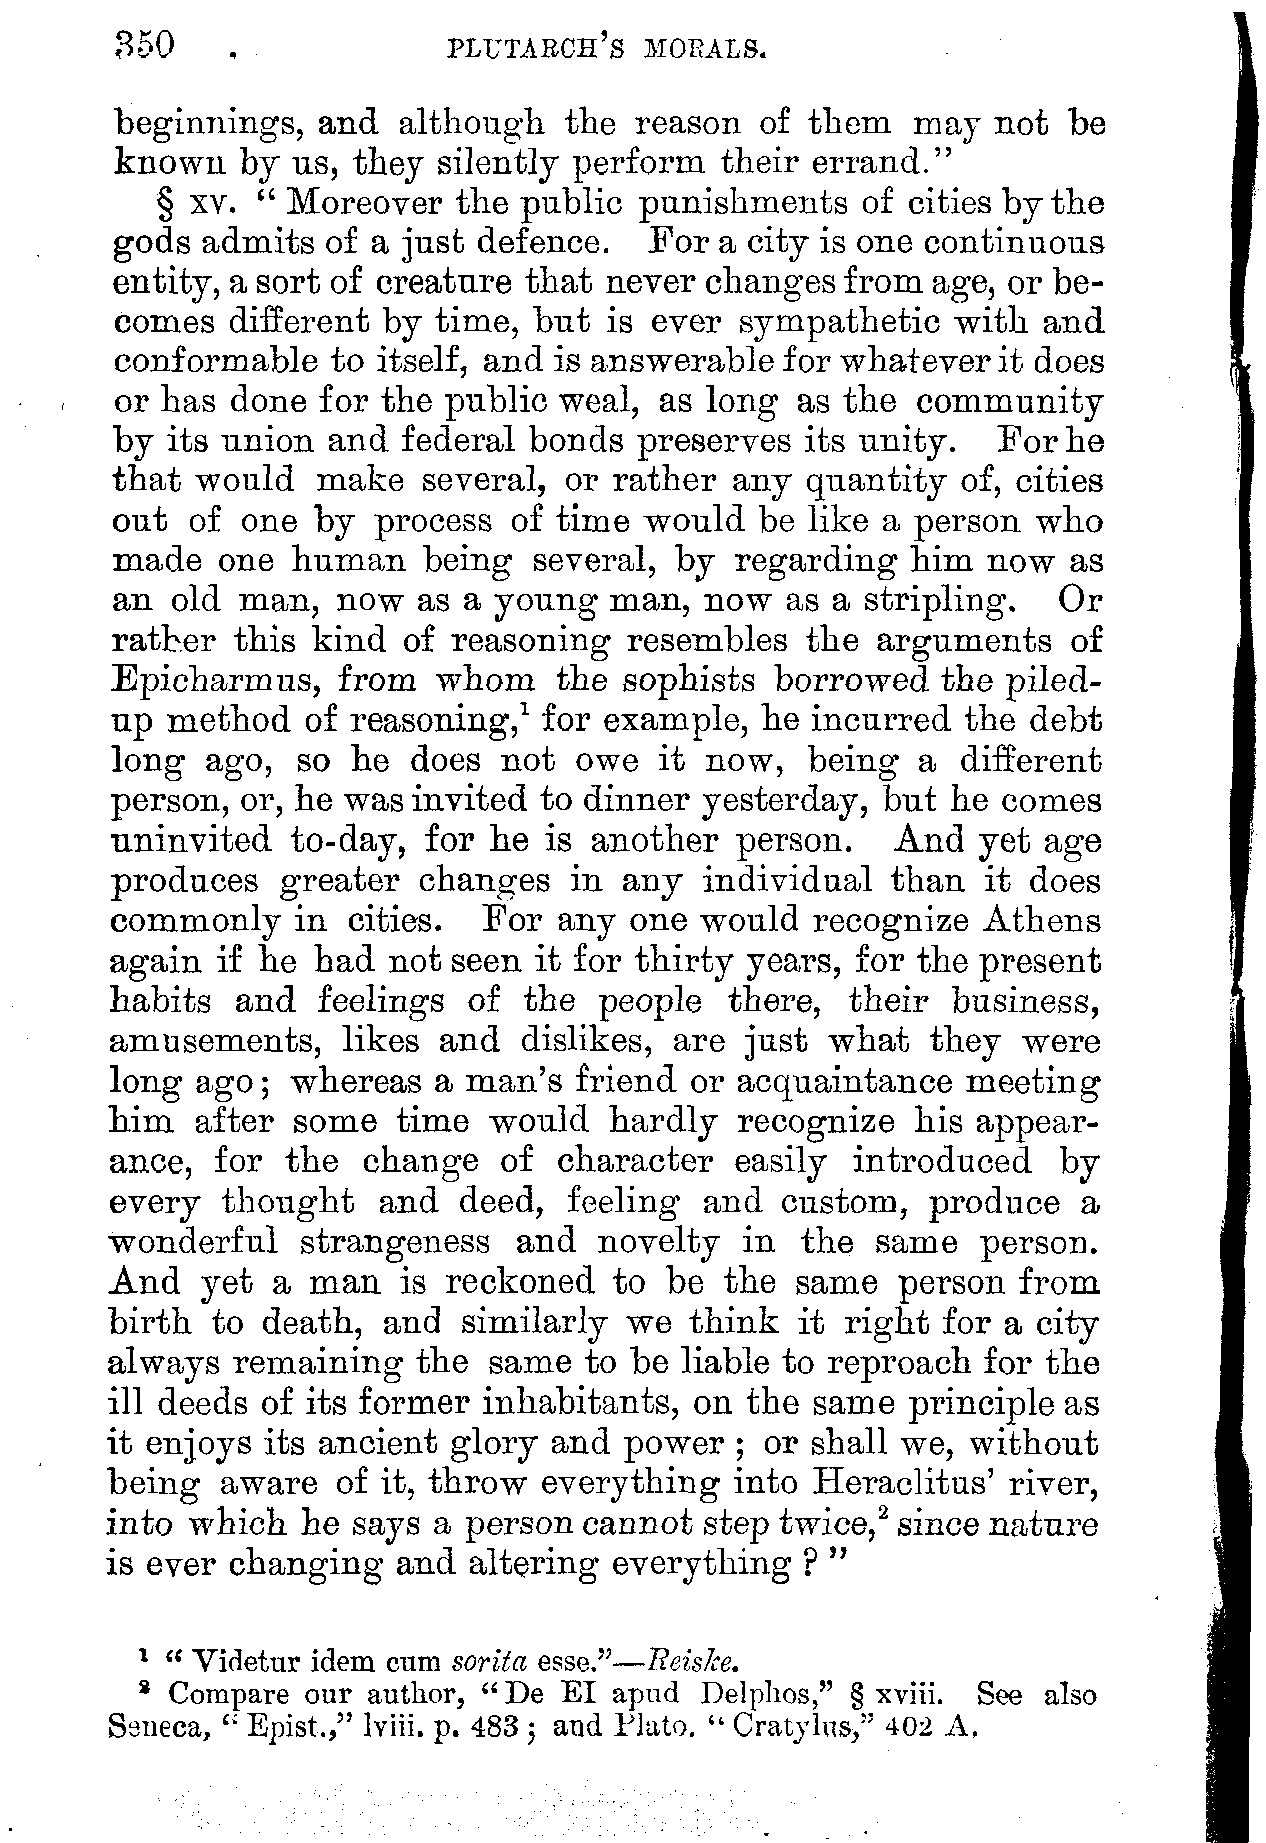 350 PLUTARCH'S MORALS.
beginnings, and although the reason of them may not be
known by us, they silently perform their errand."
§ XV. "Moreover the public punishments of cities by the
gods admits of a just defence. For a city is one continuous
entity, a sort of creature that never changes from age, or be-
comes different by time, but is ever sympathetic with and
conformable to itself, and is answerable for whatever it does
or has done for the public weal, as long as the community
by its union and federal bonds preserves its unity. For he
that would make several, or rather any quantity of, cities
out of one by process of time would be like a person who
made one human being several, by regarding him now as
an old man, now as a young man, now as a stripling. Or
rather this kind of reasoning resembles the arguments of
Epicharmus, from whom the sophists borrowed the piled-
up method of reasoning,¹ for example, he incurred the debt
long ago, so he does not owe it now, being a different
person, or, he was invited to dinner yesterday, but he comes
uninvited to-day, for he is another person. And yet age
produces greater changes in any individual than it does
commonly in cities. For any one would recognize Athens
again if he had not seen it for thirty years, for the present
habits and feelings of the people there, their business,
amusements, likes and dislikes, are just what they were
long ago; whereas a man's friend or acquaintance meeting
him after some time would hardly recognize his appear-
ance, for the change of character easily introduced by
every thought and deed, feeling and custom, produce a
wonderful strangeness and novelty in the same person.
And yet a man is reckoned to be the same person from
birth to death, and similarly we think it right for a city
always remaining the same to be liable to reproach for the
ill deeds of its former inhabitants, on the same principle as
it enjoys its ancient glory and power; or shall we, without
being aware of it, throw everything into Heraclitus' river,
into which he says a person cannot step twice,² since nature
is ever changing and altering everything?"
¹ "Videtur idem cum sorita esse."—Reiske.
² Compare our author, "De EI apud Delphos," § xviii. See also
Seneca, "Epist.," lviii. p. 483; and Plato. "Cratylus," 402 A.